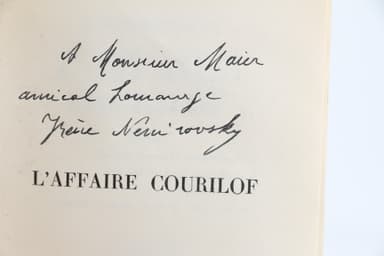 A Monsieur Maier
amical hommage
Irène Némirovsky
L'AFFAIRE COURILOF